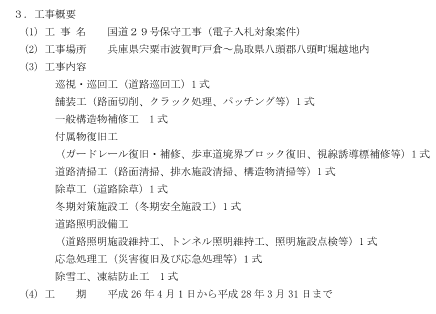 ３．工事概要
(1) 工 事 名　　国道２９号保守工事（電子入札対象案件）
(2) 工事場所　　兵庫県宍粟市波賀町戸倉～鳥取県八頭郡八頭町堀越地内
(3) 工事内容
巡視・巡回工（道路巡回工）1 式
舗装工（路面切削、クラック処理、パッチング等）1 式
一般構造物補修工　1 式
付属物復旧工
（ガードレール復旧・補修、歩車道境界ブロック復旧、視線誘導標補修等）1 式
道路清掃工（路面清掃、排水施設清掃、構造物清掃等）1 式
除草工（道路除草）1 式
冬期対策施設工（冬期安全施設工）1 式
道路照明設備工
（道路照明施設維持工、トンネル照明維持工、照明施設点検等）1 式
応急処理工（災害復旧及び応急処理等）1 式
除雪工、凍結防止工　1 式
(4) 工　　期　　平成 26 年 4 月 1 日から平成 28 年 3 月 31 日まで